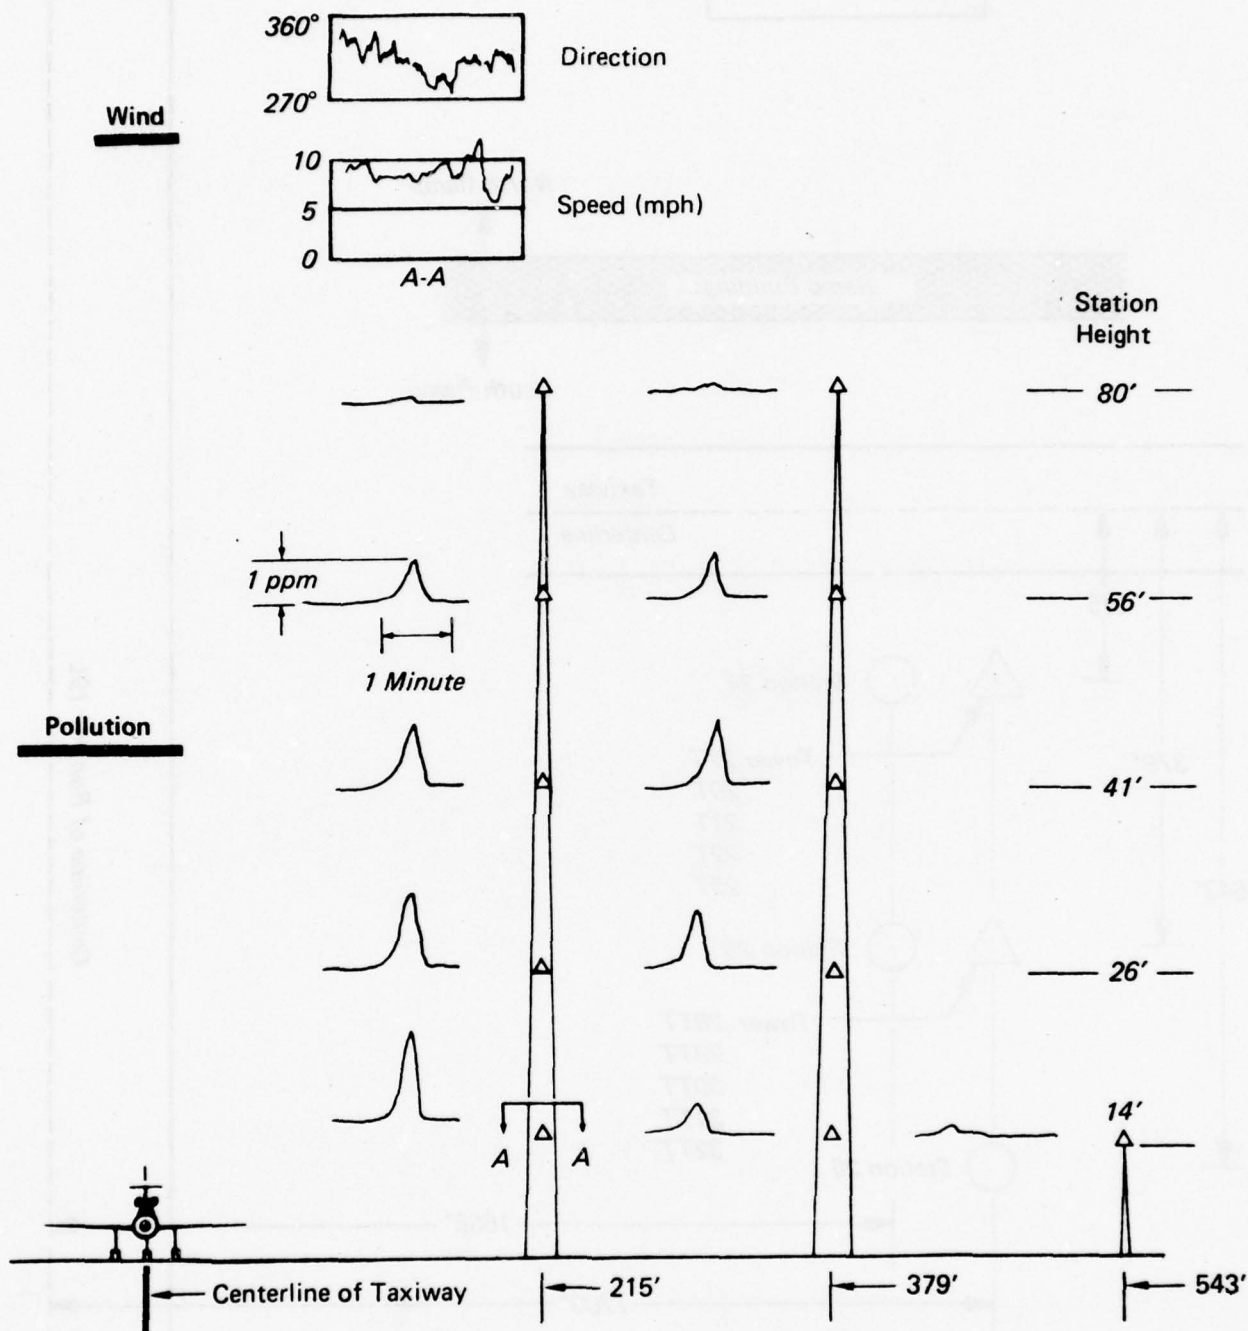 360°
Direction
270°
Wind
10
5
Speed (mph)
0
A-A
Station
Height
80'
1 ppm
56'
1 Minute
Pollution
41'
26'
14'
A A
Centerline of Taxiway
215'
379'
543'